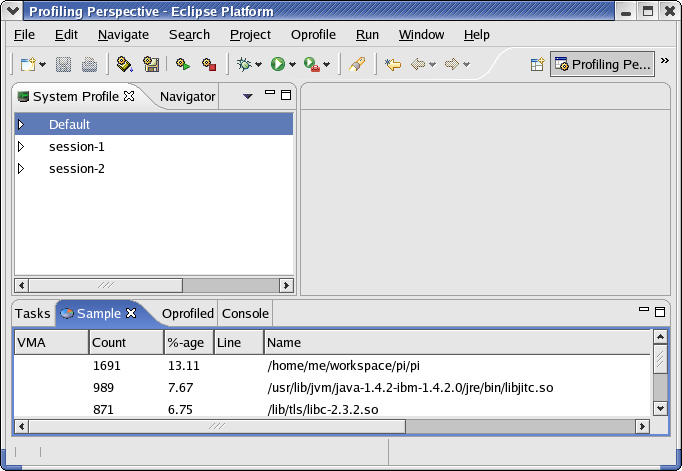 Profiling Perspective - Eclipse Platform
File Edit Navigate Search Project Oprofile Run Window Help
Profiling Pe... »
System Profile Navigator
Default
session-1
session-2
Tasks Sample Oprofiled Console
VMA Count %-age Line Name
1691 13.11 /home/me/workspace/pi/pi
989 7.67 /usr/lib/jvm/java-1.4.2-ibm-1.4.2.0/jre/bin/libjitc.so
871 6.75 /lib/tls/libc-2.3.2.so